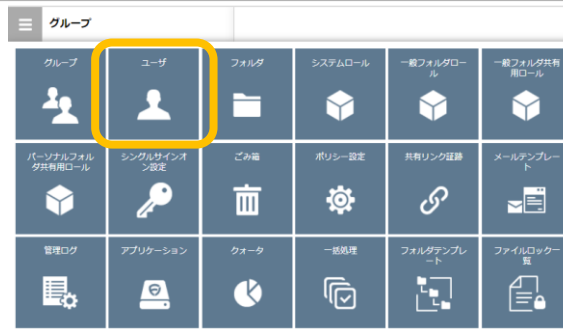 グループ
グループ
ユーザ
フォルダ
システムロール
一般フォルダロー
ル
一般フォルダ共有
用ロール
パーソナルフォル
ダ共有用ロール
シングルサインオ
ン設定
ごみ箱
ポリシー設定
共有リンク証跡
メールテンプレー
ト
管理ログ
アプリケーション
クォータ
一括処理
フォルダテンプレ
ート
ファイルロック一
覧